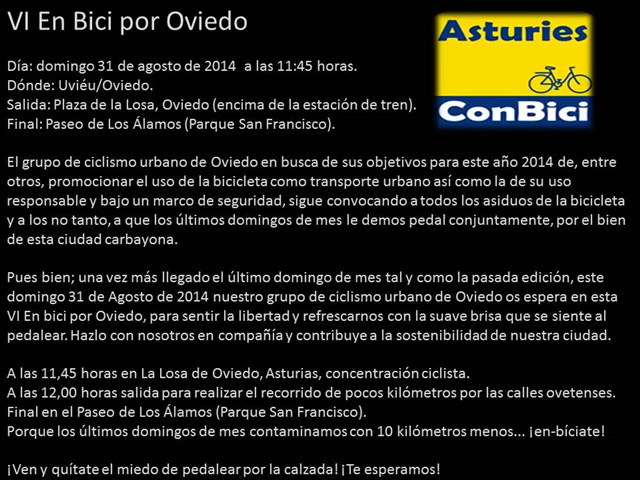 VI En Bici por Oviedo
Asturies
ConBici
Día: domingo 31 de agosto de 2014 a las 11:45 horas.
Dónde: Uviéu/Oviedo.
Salida: Plaza de la Losa, Oviedo (encima de la estación de tren).
Final: Paseo de Los Álamos (Parque San Francisco).
El grupo de ciclismo urbano de Oviedo en busca de sus objetivos para este año 2014 de, entre
otros, promocionar el uso de la bicicleta como transporte urbano así como la de su uso
responsable y bajo un marco de seguridad, sigue convocando a todos los asiduos de la bicicleta
y a los no tanto, a que los últimos domingos de mes le demos pedal conjuntamente, por el bien
de esta ciudad carbayona.
Pues bien; una vez más llegado el último domingo de mes tal y como la pasada edición, este
domingo 31 de Agosto de 2014 nuestro grupo de ciclismo urbano de Oviedo os espera en esta
VI En bici por Oviedo, para sentir la libertad y refrescarnos con la suave brisa que se siente al
pedalear. Hazlo con nosotros en compañía y contribuye a la sostenibilidad de nuestra ciudad.
A las 11,45 horas en La Losa de Oviedo, Asturias, concentración ciclista.
A las 12,00 horas salida para realizar el recorrido de pocos kilómetros por las calles ovetenses.
Final en el Paseo de Los Álamos (Parque San Francisco).
Porque los últimos domingos de mes contaminamos con 10 kilómetros menos... ¡en-bíciate!
¡Ven y quítate el miedo de pedalear por la calzada! ¡Te esperamos!